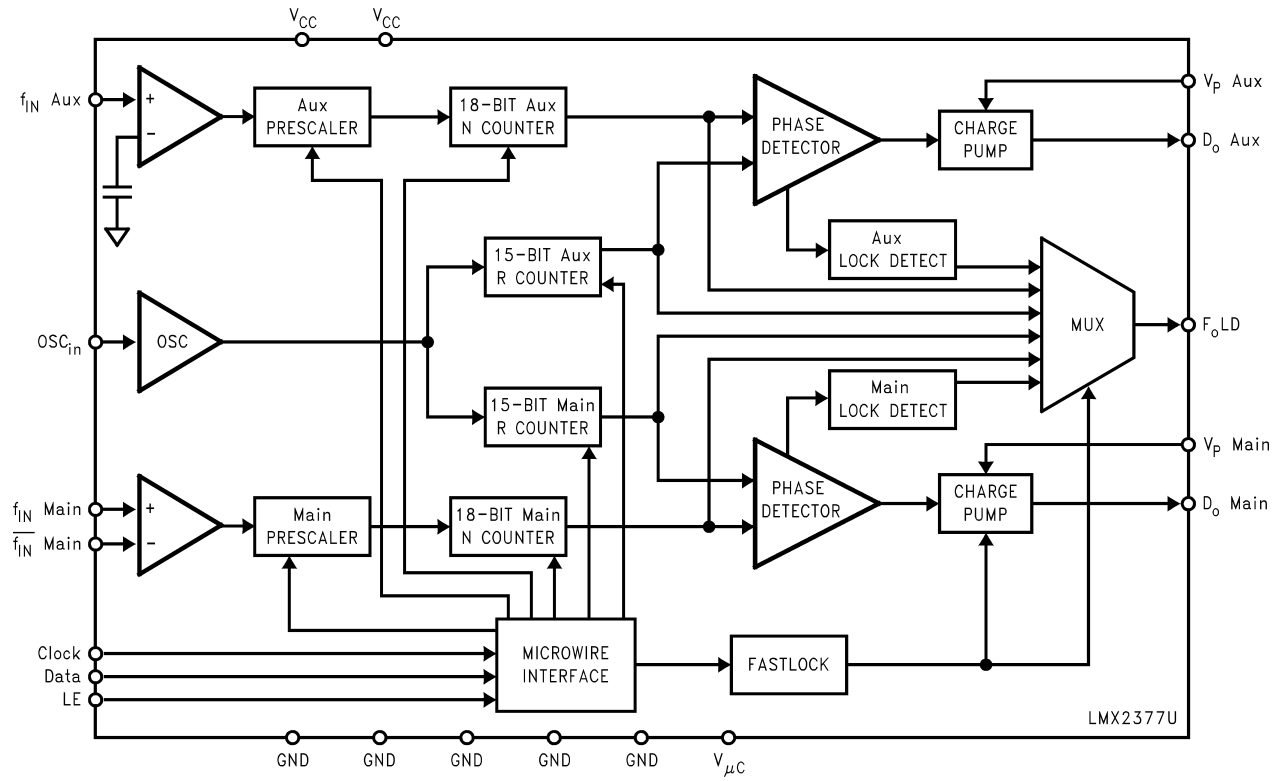 VCC
VCC
fIN Aux
+
−
Aux
PRESCALER
18-BIT Aux
N COUNTER
PHASE
DETECTOR
CHARGE
PUMP
VP Aux
Do Aux
15-BIT Aux
R COUNTER
Aux
LOCK DETECT
OSCin
OSC
MUX
FoLD
15-BIT Main
R COUNTER
Main
LOCK DETECT
fIN Main
fIN Main
+
−
Main
PRESCALER
18-BIT Main
N COUNTER
PHASE
DETECTOR
CHARGE
PUMP
VP Main
Do Main
Clock
Data
LE
MICROWIRE
INTERFACE
FASTLOCK
LMX2377U
GND
GND
GND
GND
GND
VμC